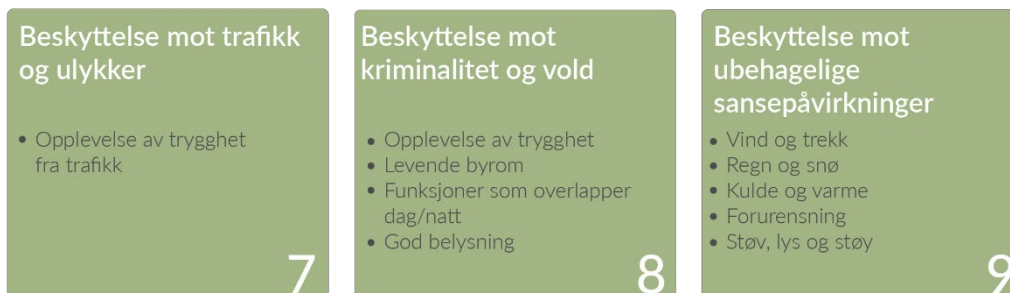 Beskyttelse mot trafikk
og ulykker
• Opplevelse av trygghet
fra trafikk
7
Beskyttelse mot
kriminalitet og vold
• Opplevelse av trygghet
• Levende byrom
• Funksjoner som overlapper
dag/natt
• God belysning
8
Beskyttelse mot
ubehagelige
sansepåvirkninger
• Vind og trekk
• Regn og snø
• Kulde og varme
• Forurensning
• Støv, lys og støy
9